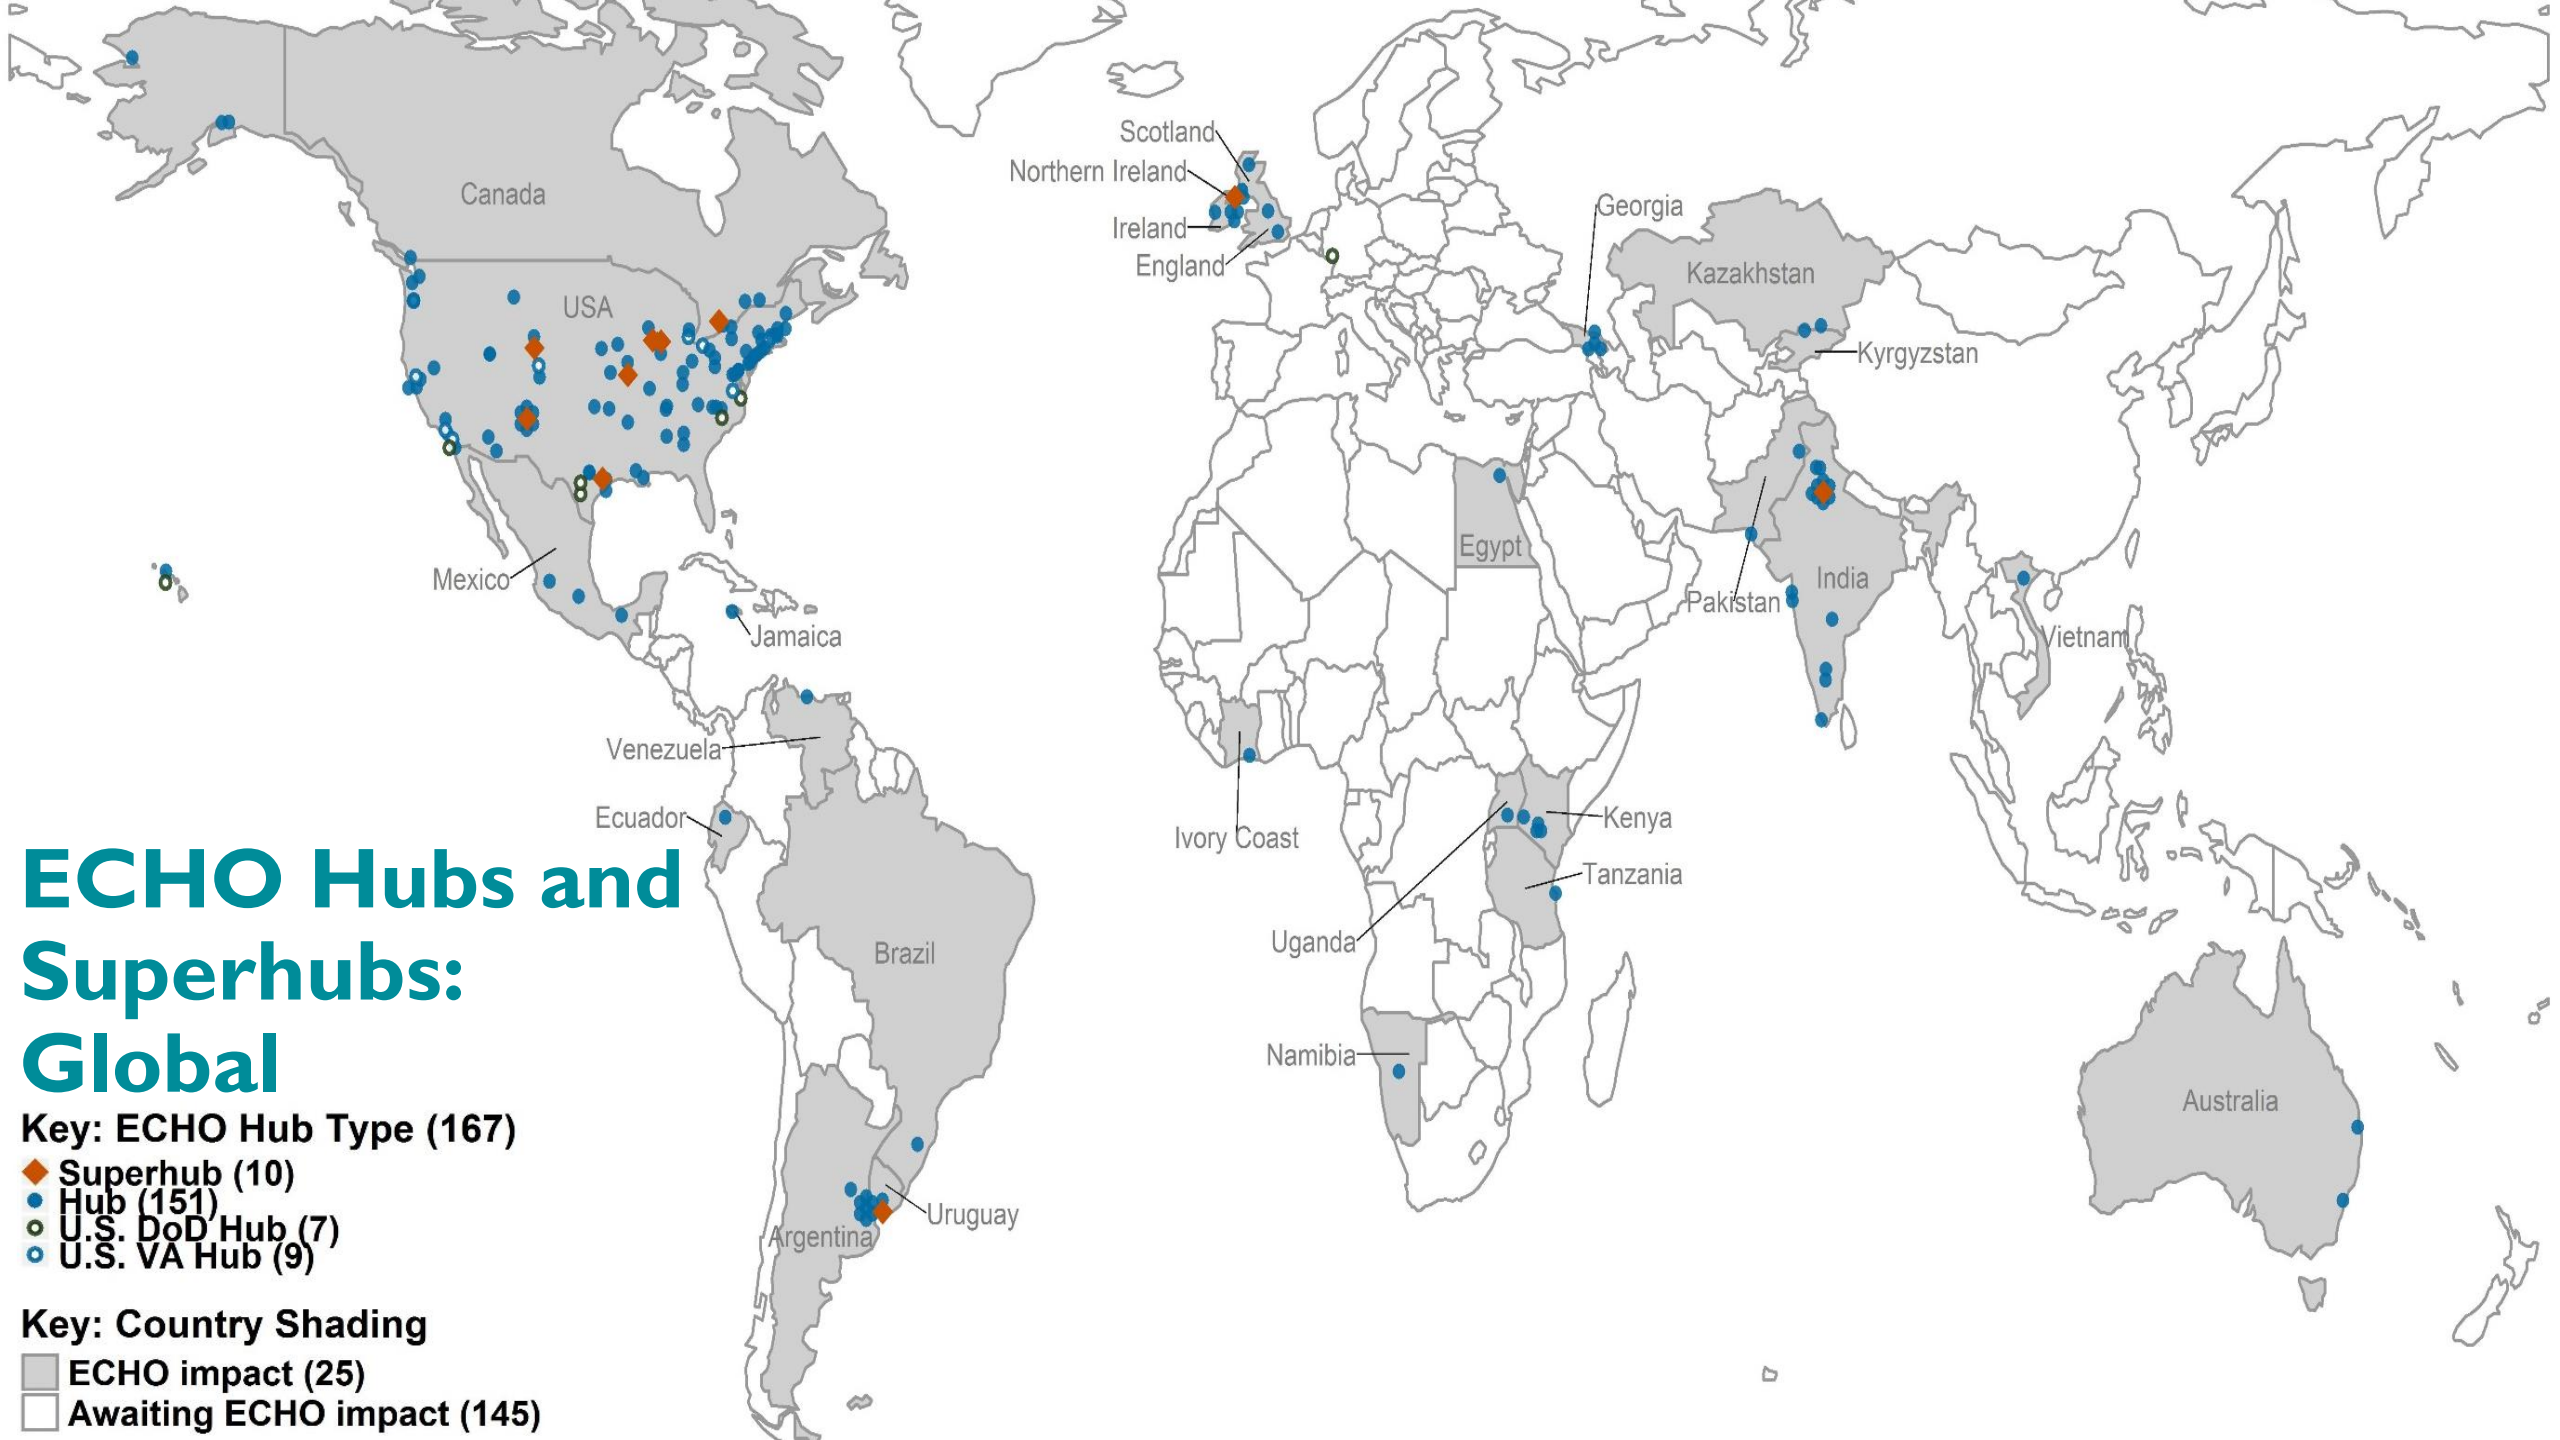 Scotland
Northern Ireland
Ireland
England
Canada
USA
Georgia
Kazakhstan
Kyrgyzstan
Mexico
Jamaica
Egypt
Pakistan
India
Vietnam
Venezuela
Ecuador
Ivory Coast
Kenya
Tanzania
Uganda
Brazil
Namibia
Australia
Uruguay
Argentina
ECHO Hubs and
Superhubs:
Global
Key: ECHO Hub Type (167)
Superhub (10)
Hub (151)
U.S. DoD Hub (7)
U.S. VA Hub (9)
Key: Country Shading
ECHO impact (25)
Awaiting ECHO impact (145)